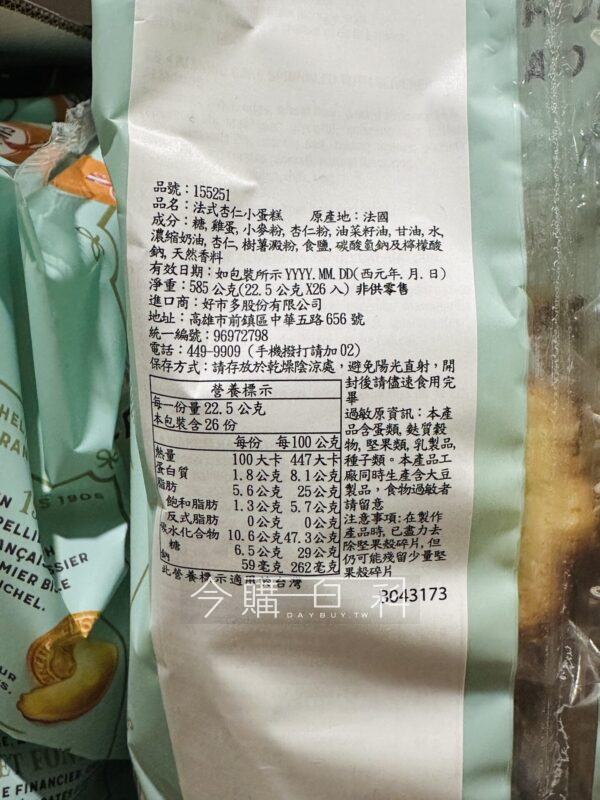 品號：155251
品名：法式杏仁小蛋糕 原產地：法國
成分：糖, 雞蛋, 小麥粉, 杏仁粉, 油菜籽油, 甘油, 水,
濃縮奶油, 杏仁, 樹薯澱粉, 食鹽, 碳酸氫鈉及檸檬酸
鈉, 天然香料
有效日期：如包裝所示 YYYY.MM.DD(西元年.月.日)
淨重：585 公克(22.5 公克X26 入) 非供零售
進口商：好市多股份有限公司
地址：高雄市前鎮區中華五路 656 號
統一編號：96972798
電話：449-9909 (手機撥打請加 02)
保存方式：請存放於乾燥陰涼處，避免陽光直射，開
封後請儘速食用完
畢
營養標示
每一份量 22.5 公克
本包裝含 26 份
每份 每 100 公克
熱量 100 大卡 447 大卡
蛋白質 1.8 公克 8.1 公克
脂肪 5.6 公克 25 公克
飽和脂肪 1.3 公克 5.7 公克
反式脂肪 0 公克 0 公克
碳水化合物 10.6 公克 47.3 公克
糖 6.5 公克 29 公克
鈉 59 毫克 262 毫克
此營養標示適用於台灣
過敏原資訊：本產
品含蛋類, 麩質穀
物, 堅果類, 乳製品,
種子類。本產品工
廠同時生產含大豆
製品，食物過敏者
請留意
注意事項:在製作
產品時, 已盡力去
除堅果殼碎片, 但
仍可能殘留少量堅
果殼碎片
3043173
今購百科
DAYBUY.TW
S 190g
MICHEL.
ET FON
E FINANCIER